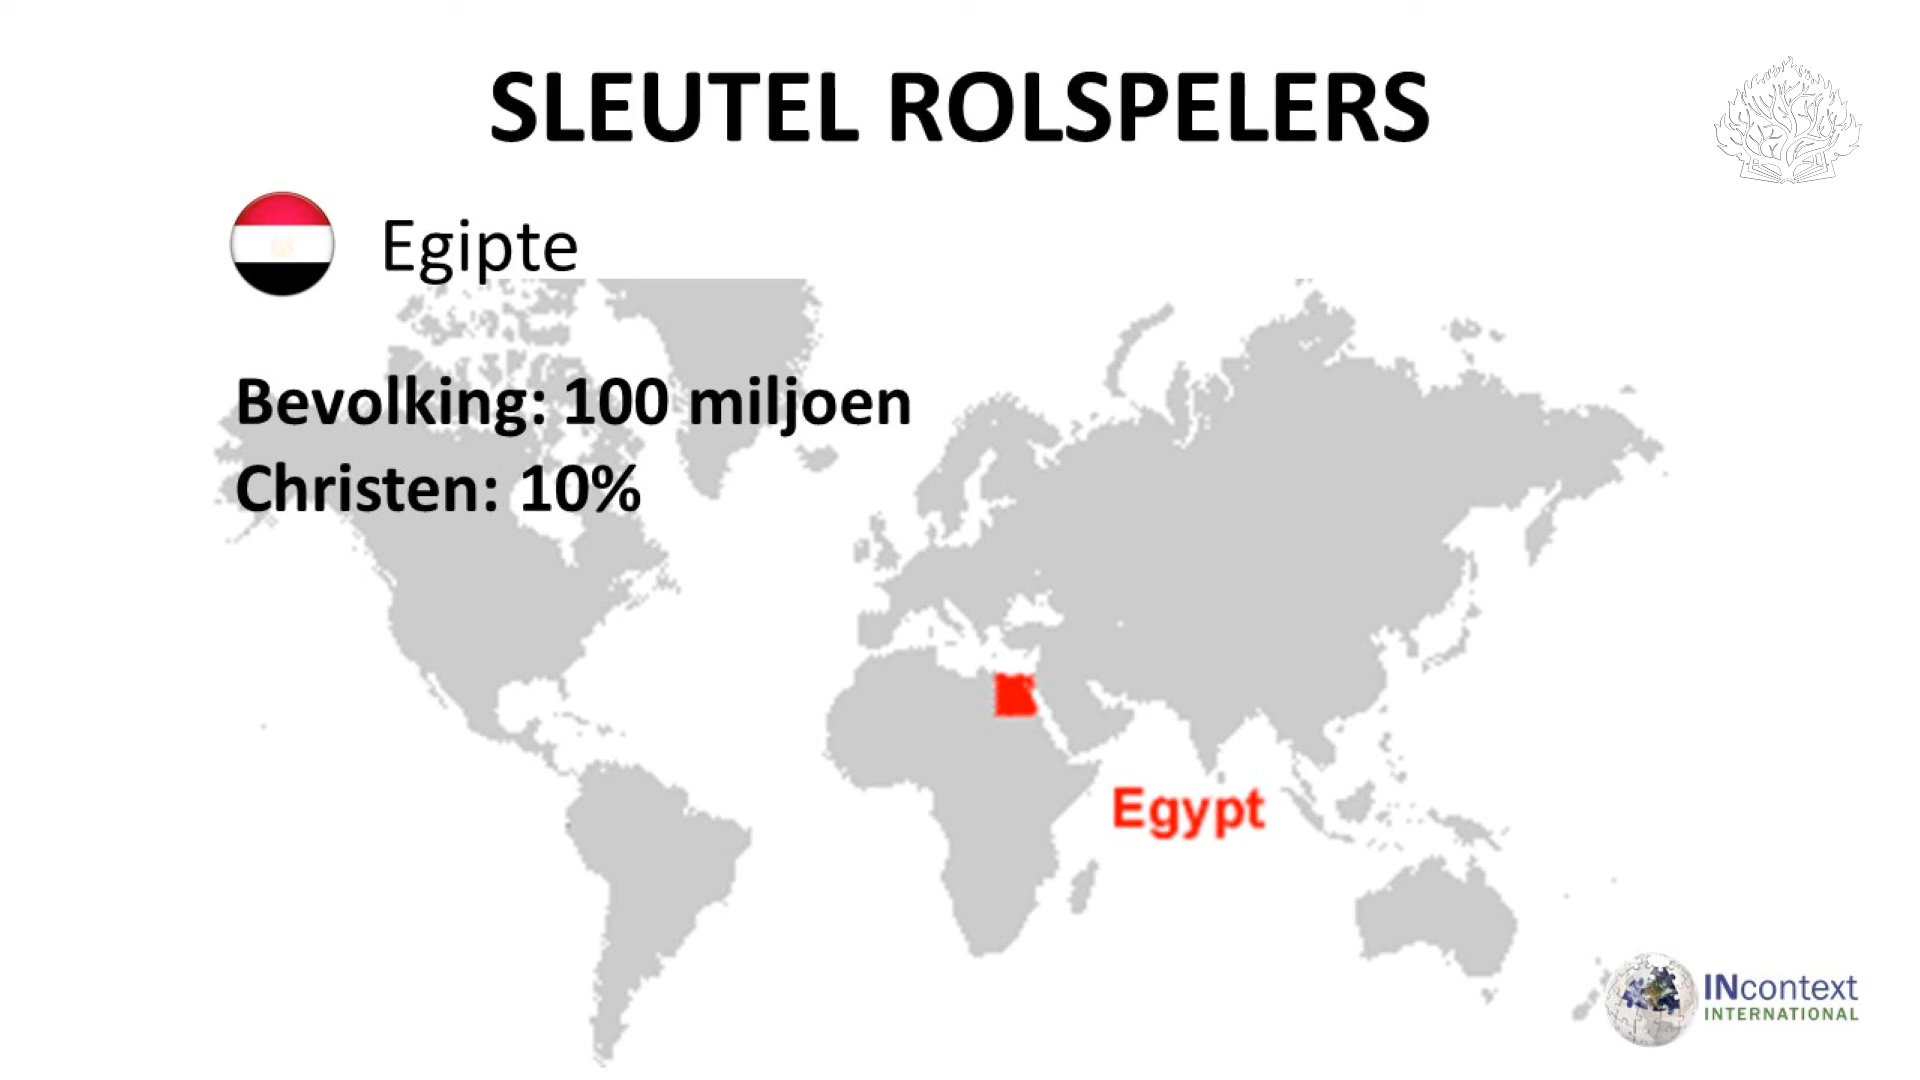 SLEUTEL ROLSPELERS
Egipte
Bevolking: 100 miljoen
Christen: 10%
Egypt
INcontext
INTERNATIONAL